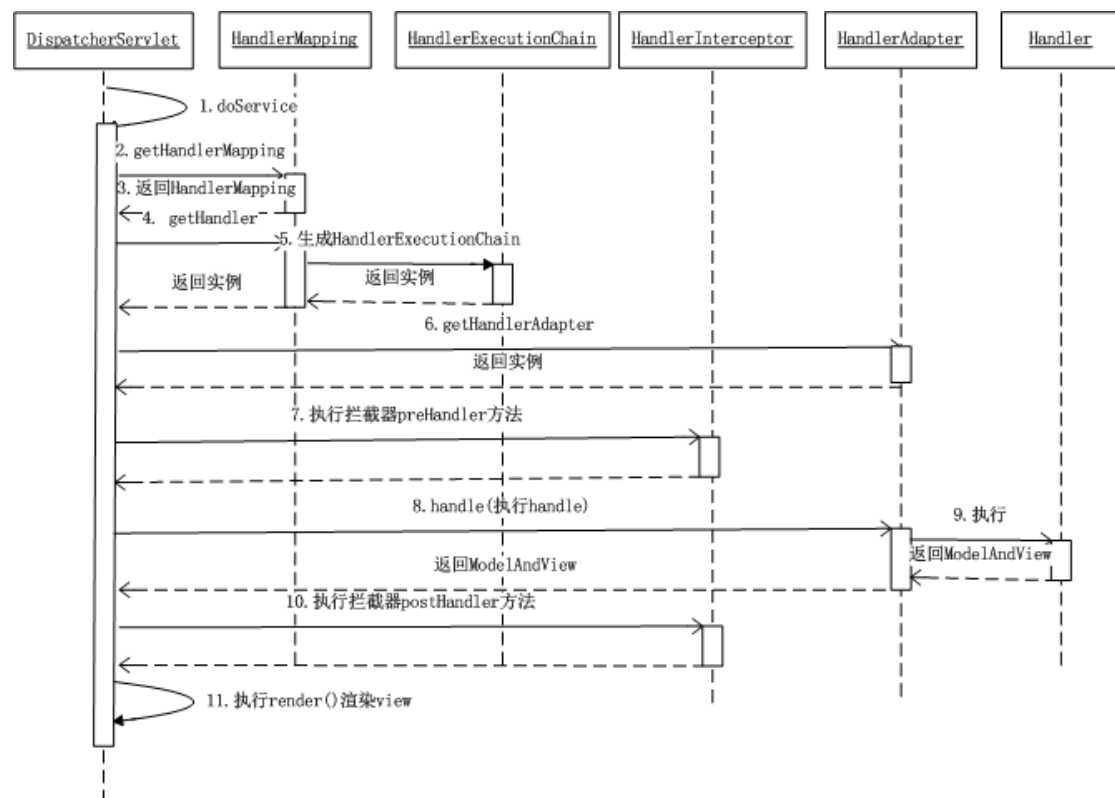 DispatcherServlet
HandlerMapping
HandlerExecutionChain
HandlerInterceptor
HandlerAdapter
Handler
1.doService
2.getHandlerMapping
3.返回HandlerMapping
4. getHandler
5.生成HandlerExecutionChain
返回实例
返回实例
6.getHandlerAdapter
返回实例
7.执行拦截器preHandler方法
8.handle(执行handle)
9.执行
返回ModelAndView
返回ModelAndView
10.执行拦截器postHandler方法
11.执行render()渲染view